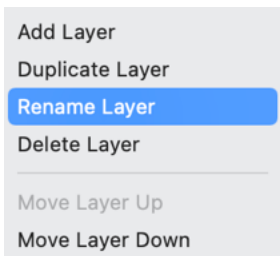 Add Layer
Duplicate Layer
Rename Layer
Delete Layer
Move Layer Up
Move Layer Down